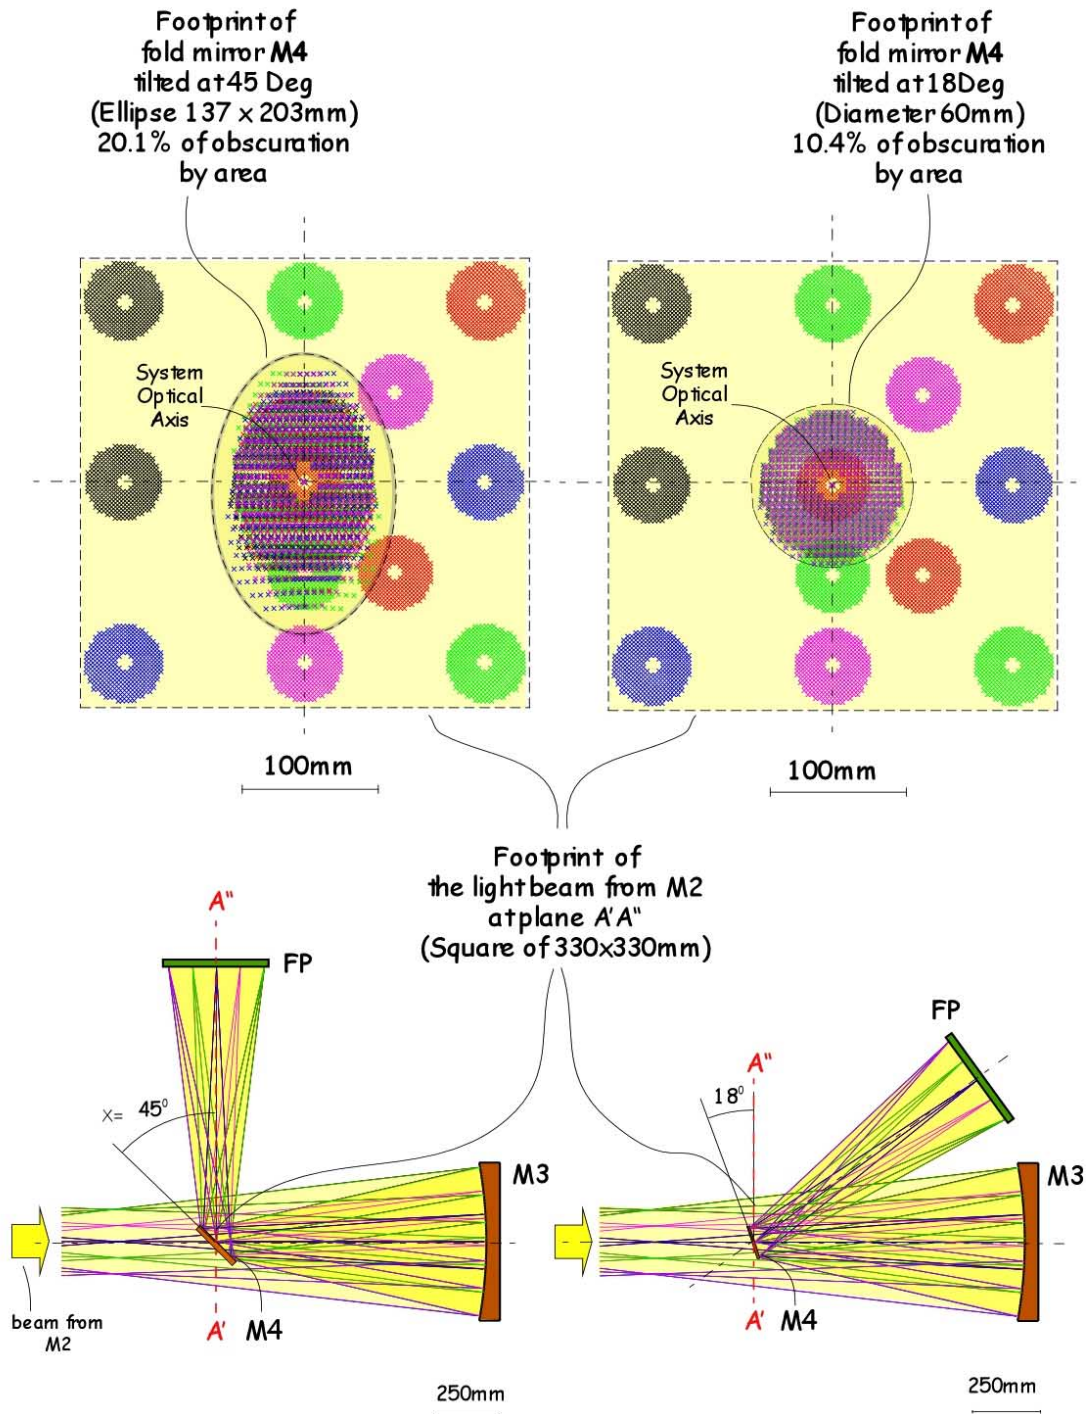 Footprint of
fold mirror M4
tilted at 45 Deg
(Ellipse 137 x 203mm)
20.1% of obscuration
by area
Footprint of
fold mirror M4
tilted at 18Deg
(Diameter 60mm)
10.4% of obscuration
by area
System
Optical
Axis
System
Optical
Axis
100mm
100mm
Footprint of
the light beam from M2
at plane A'A"
(Square of 330x330mm)
A"
FP
X= 45⁰
M3
beam from
M2
A'
M4
250mm
FP
A"
18⁰
M3
A'
M4
250mm